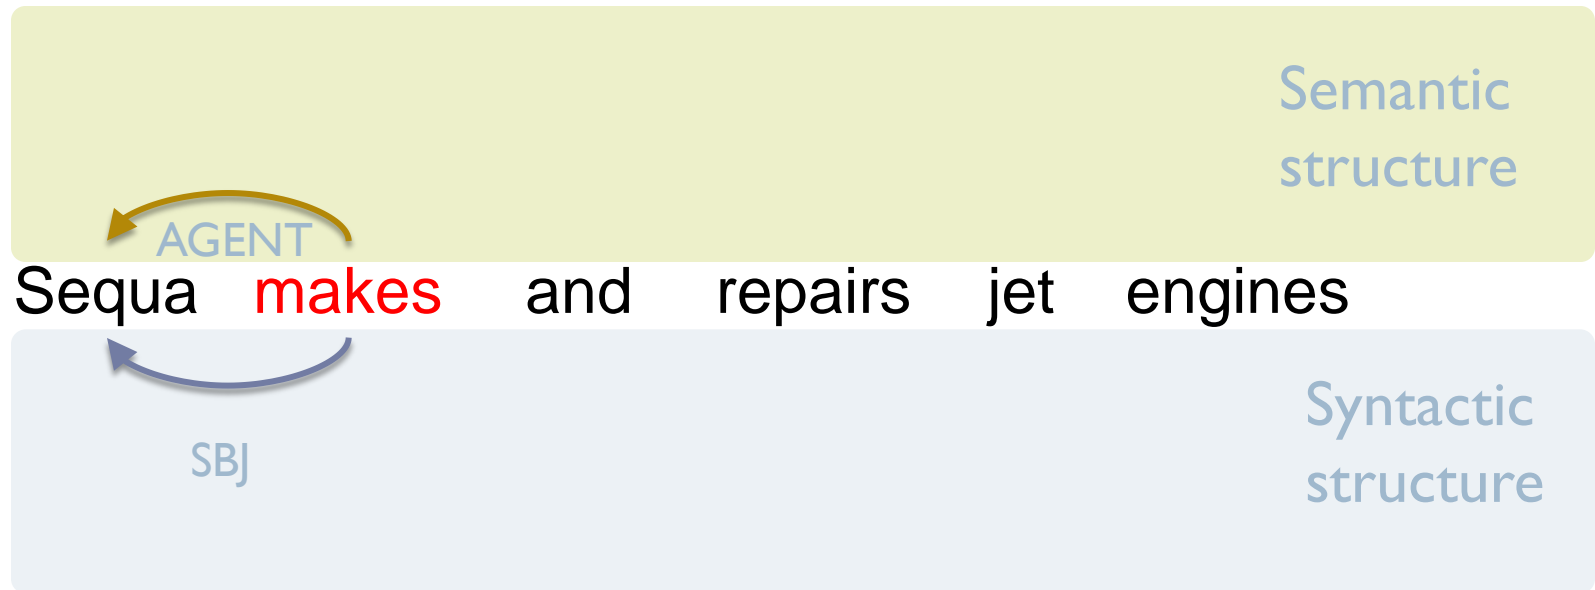 Semantic
structure
AGENT
Sequa makes and repairs jet engines
Syntactic
structure
SBJ